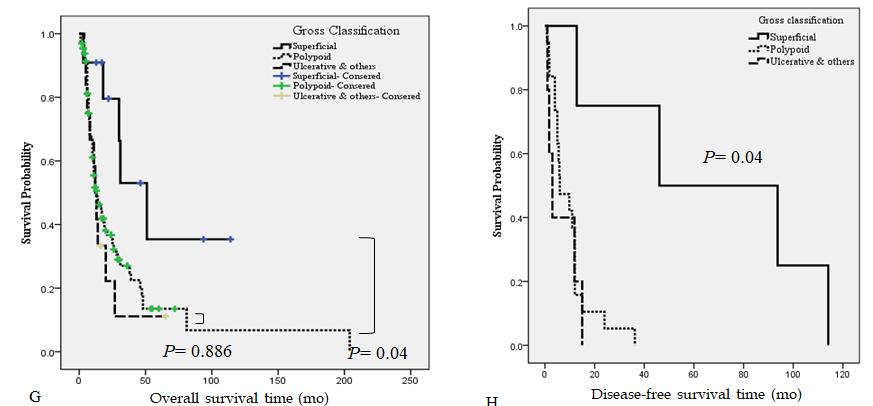 Gross Classification
Superficial
Polypoid
Ulcerative & others
Superficial- Consered
Polypoid- Consered
Ulcerative & others- Consered
Survival Probability
1.0
0.8
0.6
0.4
0.2
0.0
P= 0.886
P= 0.04
0
50
100
150
200
250
Overall survival time (mo)
G
Gross classification
Superficial
Polypoid
Ulcerative & others
Survival Probability
1.0
0.8
0.6
0.4
0.2
0.0
P= 0.04
0
20
40
60
80
100
120
Disease-free survival time (mo)
H